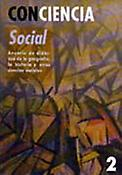 CONCIENCIA
Social
Anuario de didác-
tica de la geografía,
la historia y otras
ciencias sociales
2